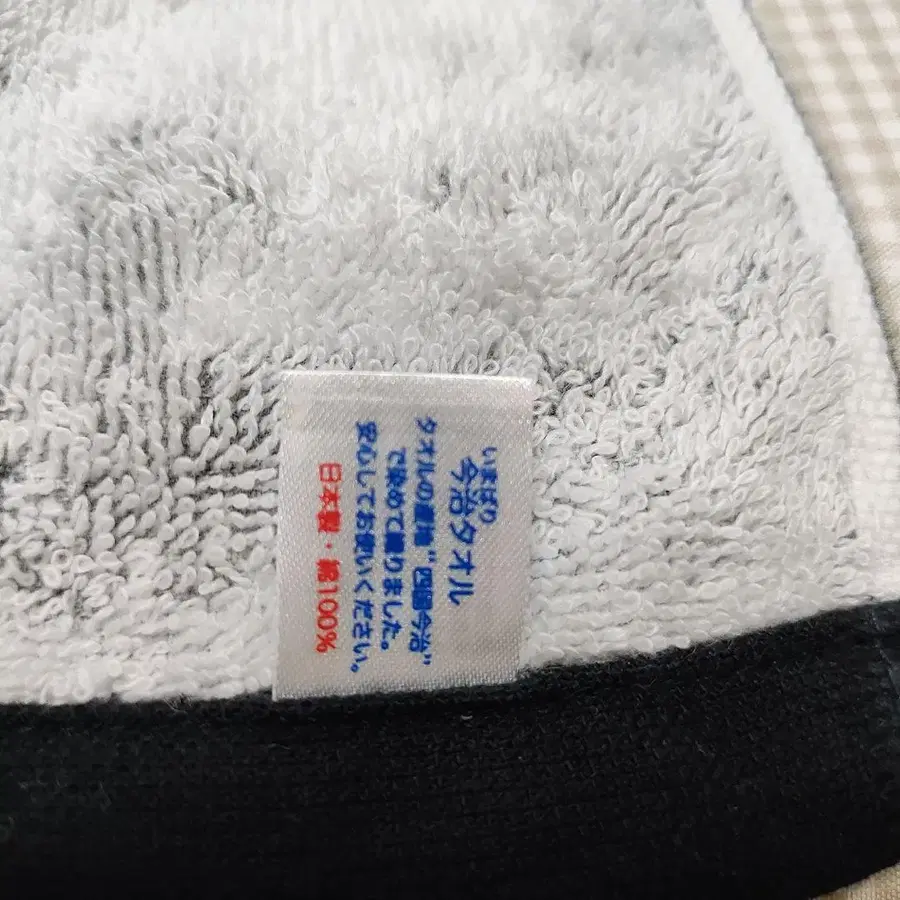 いまばり
今治タオル
タオルの産地"四国今治"
で染めて織りました。
安心してお使いください。
日本製・綿100%